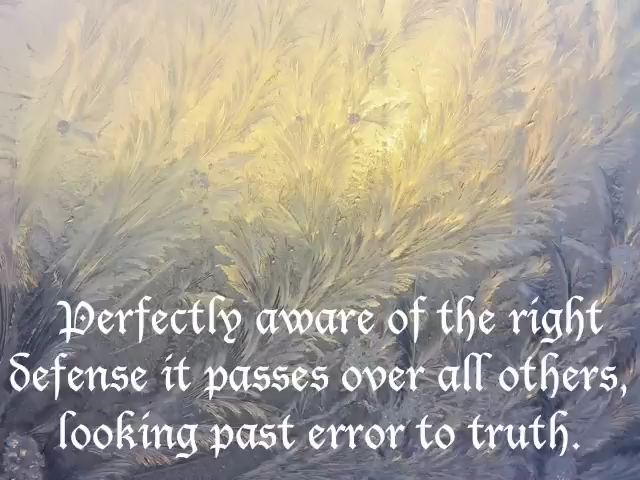 Perfectly aware of the right
defense it passes over all others,
looking past error to truth.